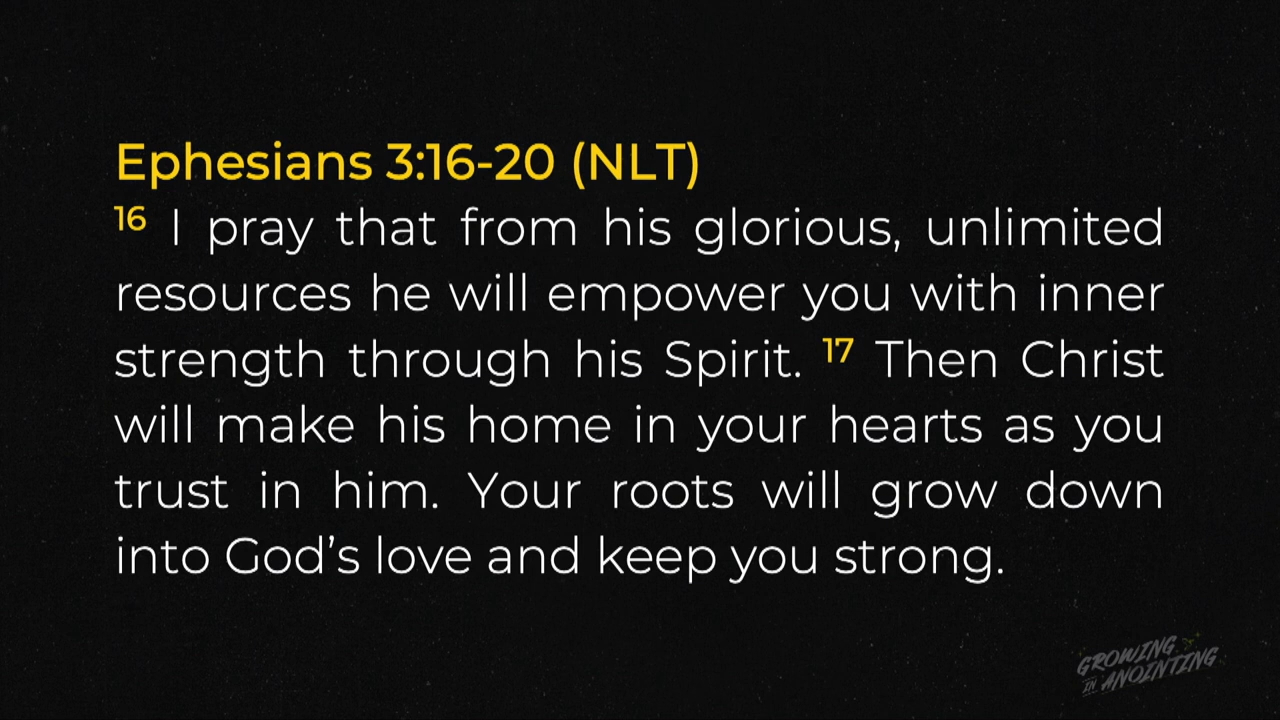 Ephesians 3:16-20 (NLT)
16 I pray that from his glorious, unlimited
resources he will empower you with inner
strength through his Spirit. 17 Then Christ
will make his home in your hearts as you
trust in him. Your roots will grow down
into God’s love and keep you strong.
GROWING
IN ANOINTING